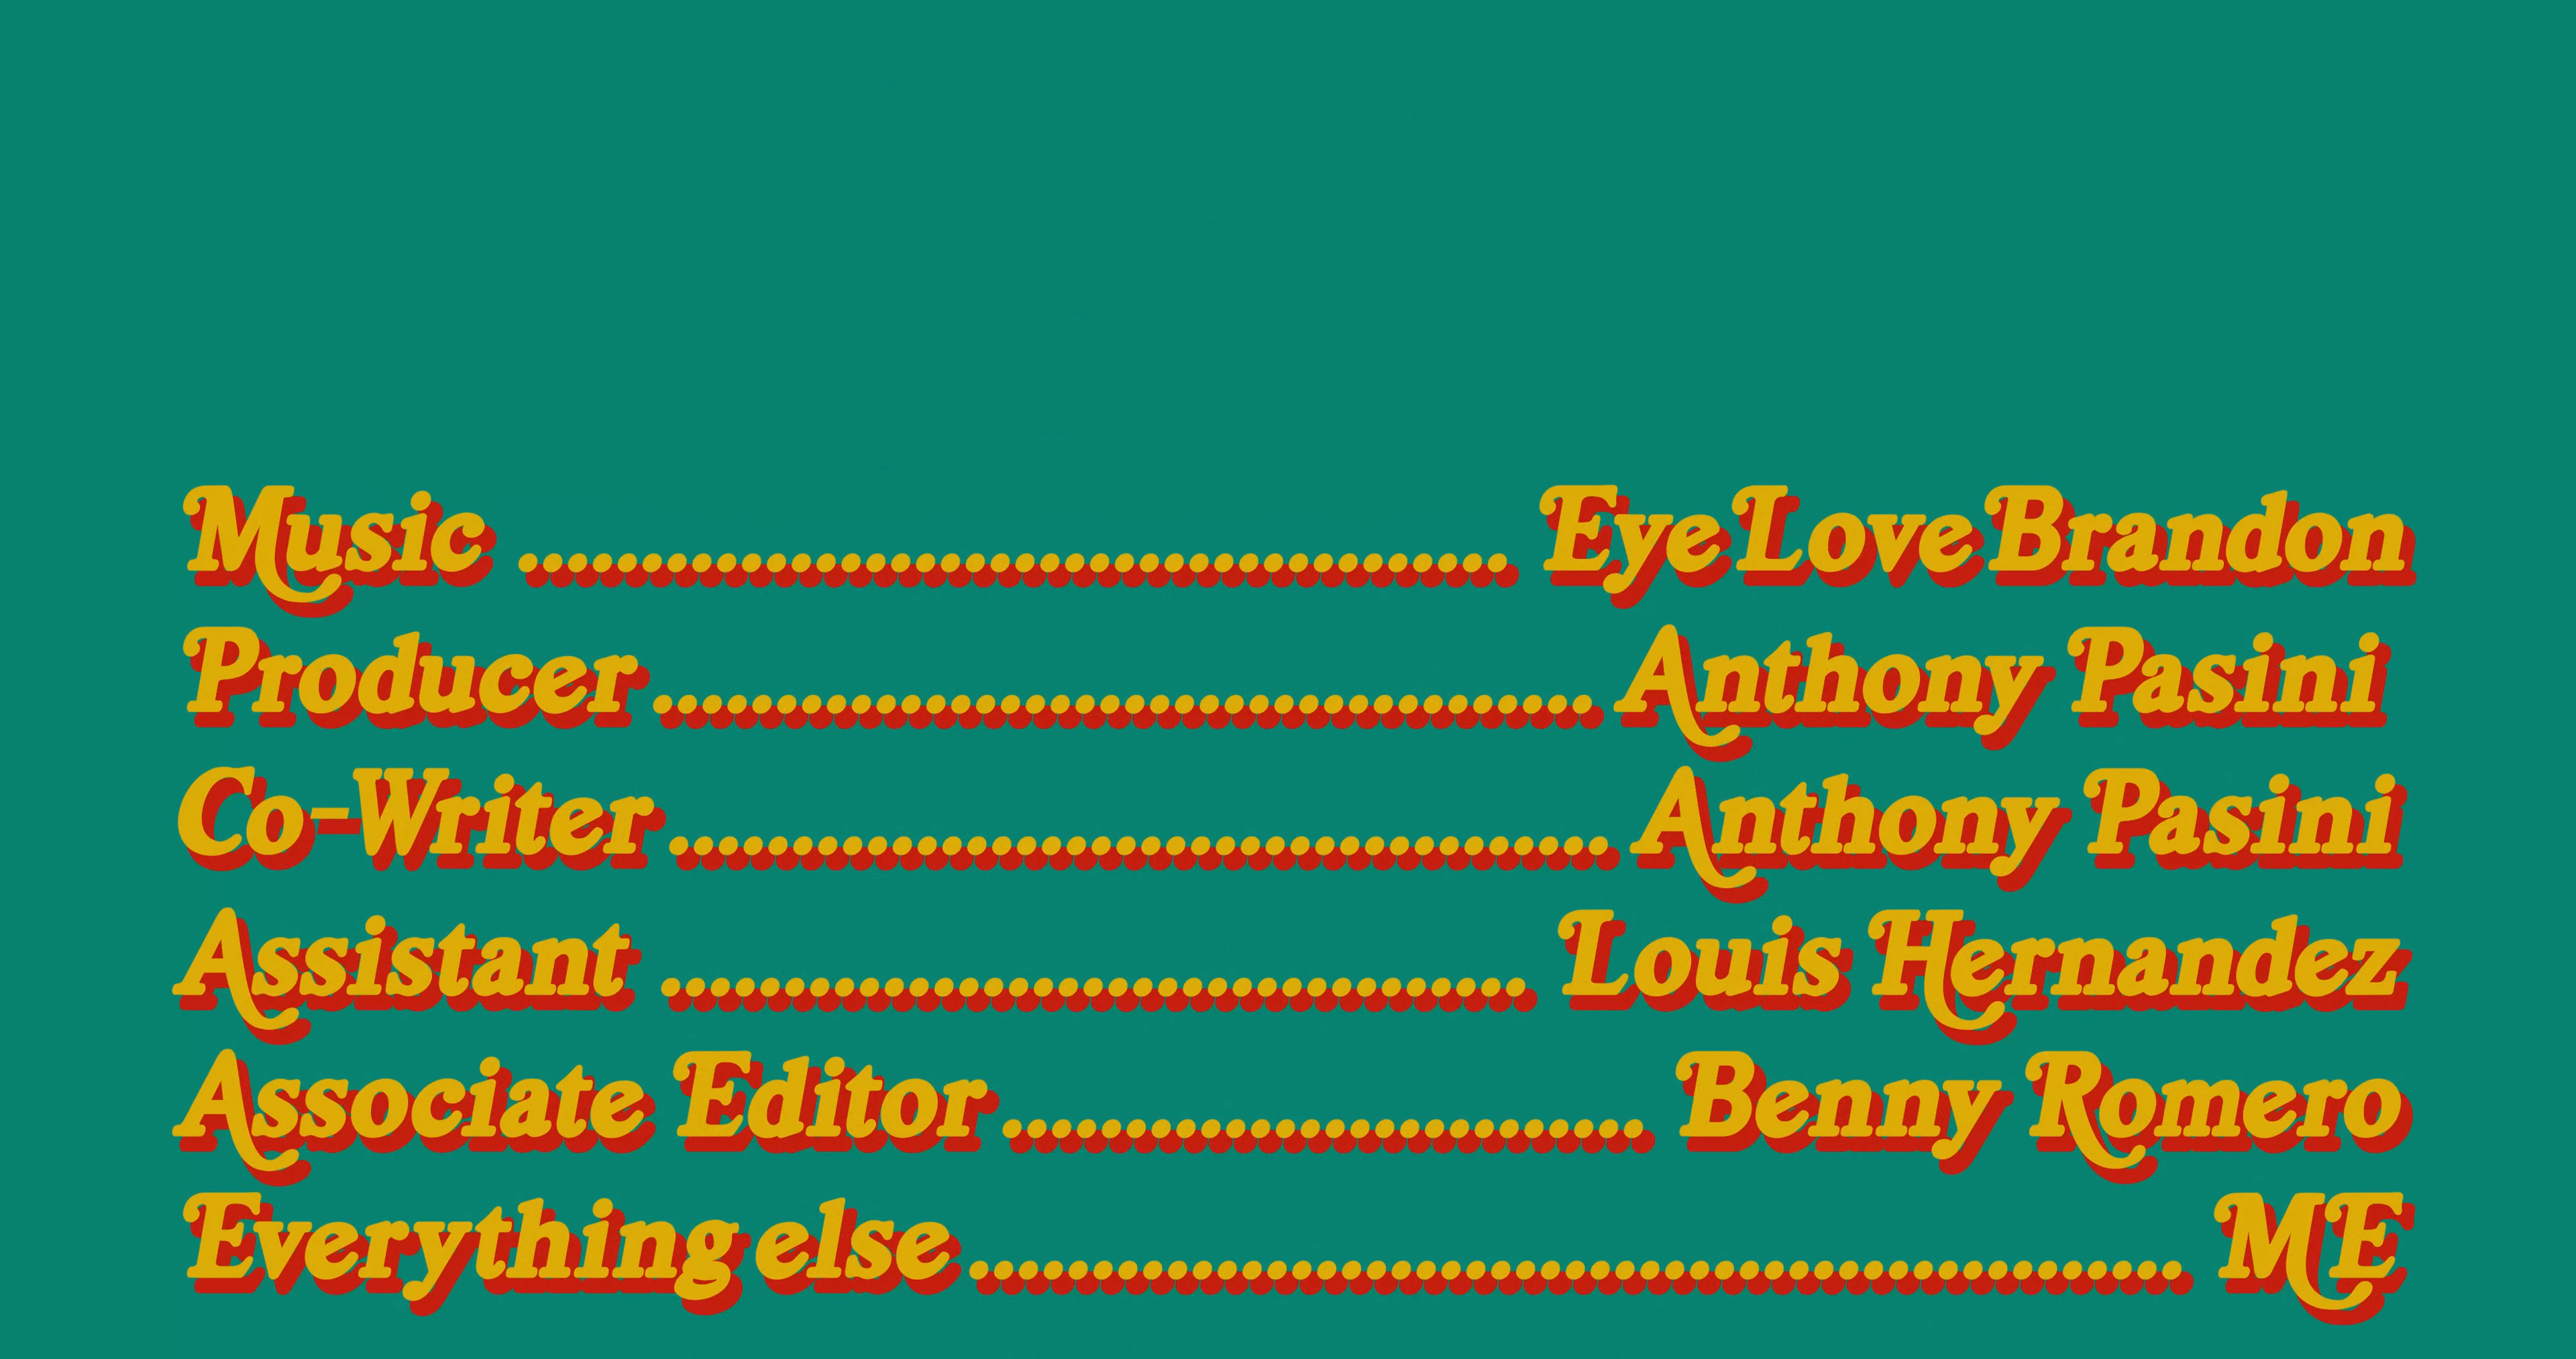 Music ........................................ Eye Love Brandon
Producer...................................... Anthony Pasini
Co-Writer...................................... Anthony Pasini
Assistant ................................... Louis Hernandez
Associate Editor.......................... Benny Romero
Everything else................................................. ME